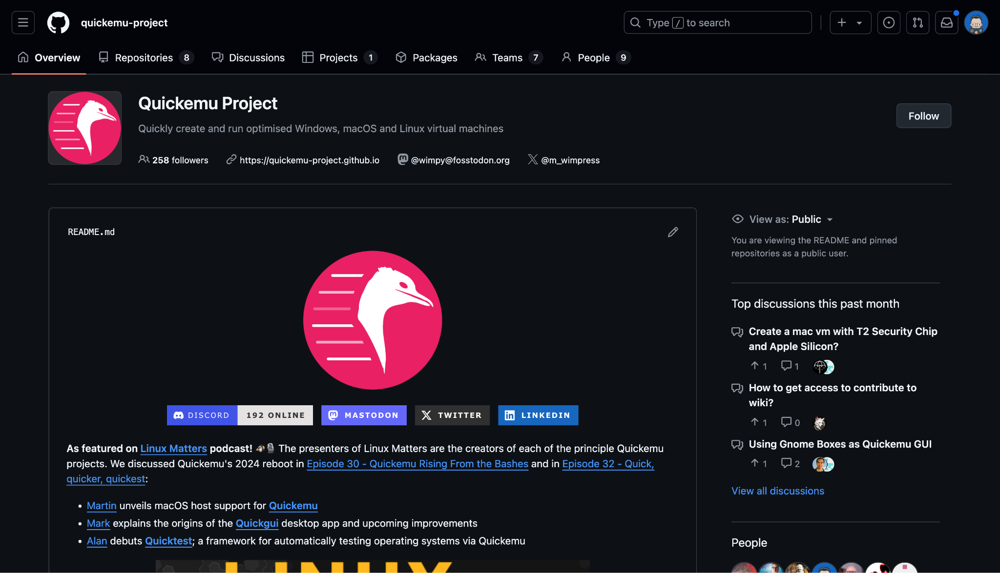 quickemu-project
Type / to search
Overview
Repositories 8
Discussions
Projects 1
Packages
Teams 7
People 9
Quickemu Project
Quickly create and run optimised Windows, macOS and Linux virtual machines
258 followers
https://quickemu-project.github.io
@wimpy@fosstodon.org
@m_wimpress
Follow
README.md
DISCORD 192 ONLINE
MASTODON
TWITTER
LINKEDIN
As featured on Linux Matters podcast! The presenters of Linux Matters are the creators of each of the principle Quickemu
projects. We discussed Quickemu's 2024 reboot in Episode 30 - Quickemu Rising From the Bashes and in Episode 32 - Quick,
quicker, quickest:
• Martin unveils macOS host support for Quickemu
• Mark explains the origins of the Quickgui desktop app and upcoming improvements
• Alan debuts Quicktest; a framework for automatically testing operating systems via Quickemu
LINUX
View as: Public
You are viewing the README and pinned
repositories as a public user.
Top discussions this past month
Create a mac vm with T2 Security Chip
and Apple Silicon?
1 1
How to get access to contribute to
wiki?
1 0
Using Gnome Boxes as Quickemu GUI
1 2
View all discussions
People